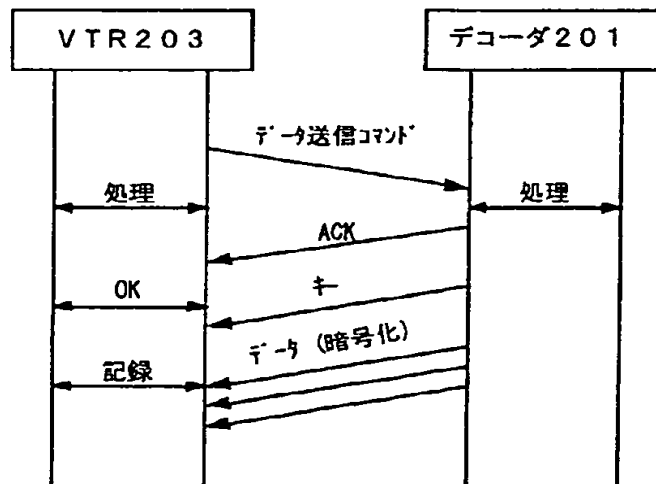 VTR203
デコーダ201
データ送信コマンド
処理
処理
ACK
OK
キー
データ (暗号化)
記録